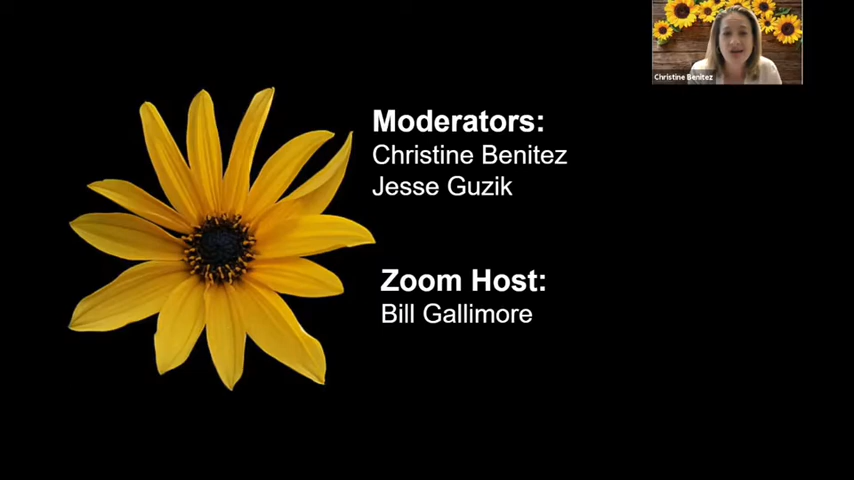 Christine Benitez
Moderators:
Christine Benitez
Jesse Guzik
Zoom Host:
Bill Gallimore